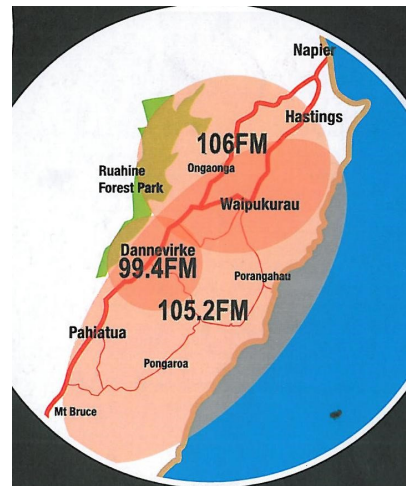 Napier
Hastings
106FM
Ongaonga
Ruahine
Forest Park
Waipukurau
Dannevirke
99.4FM
Porangahau
105.2FM
Pahiatua
Pongaroa
Mt Bruce